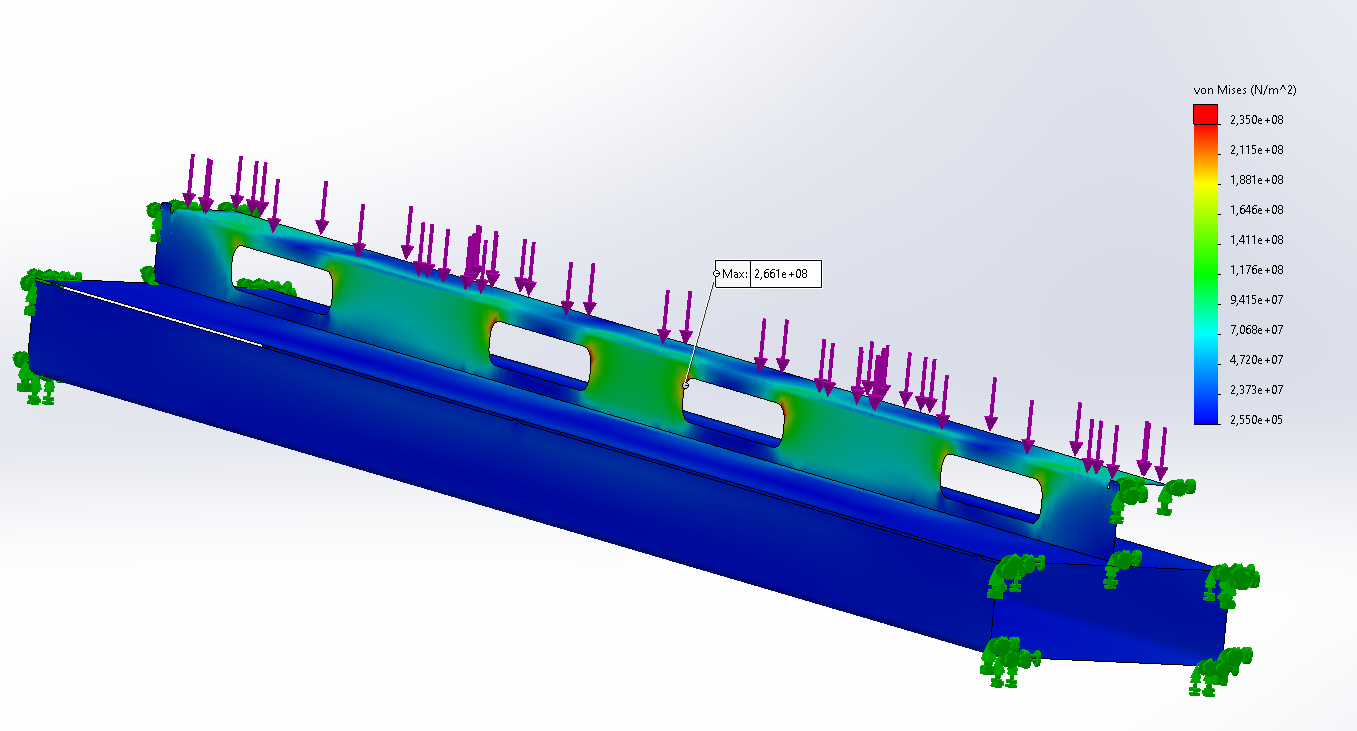 von Mises (N/m^2)
2,350e+08
2,115e+08
1,881e+08
1,646e+08
1,411e+08
1,176e+08
9,415e+07
7,068e+07
4,720e+07
2,373e+07
2,550e+05
Max: 2,661e+08